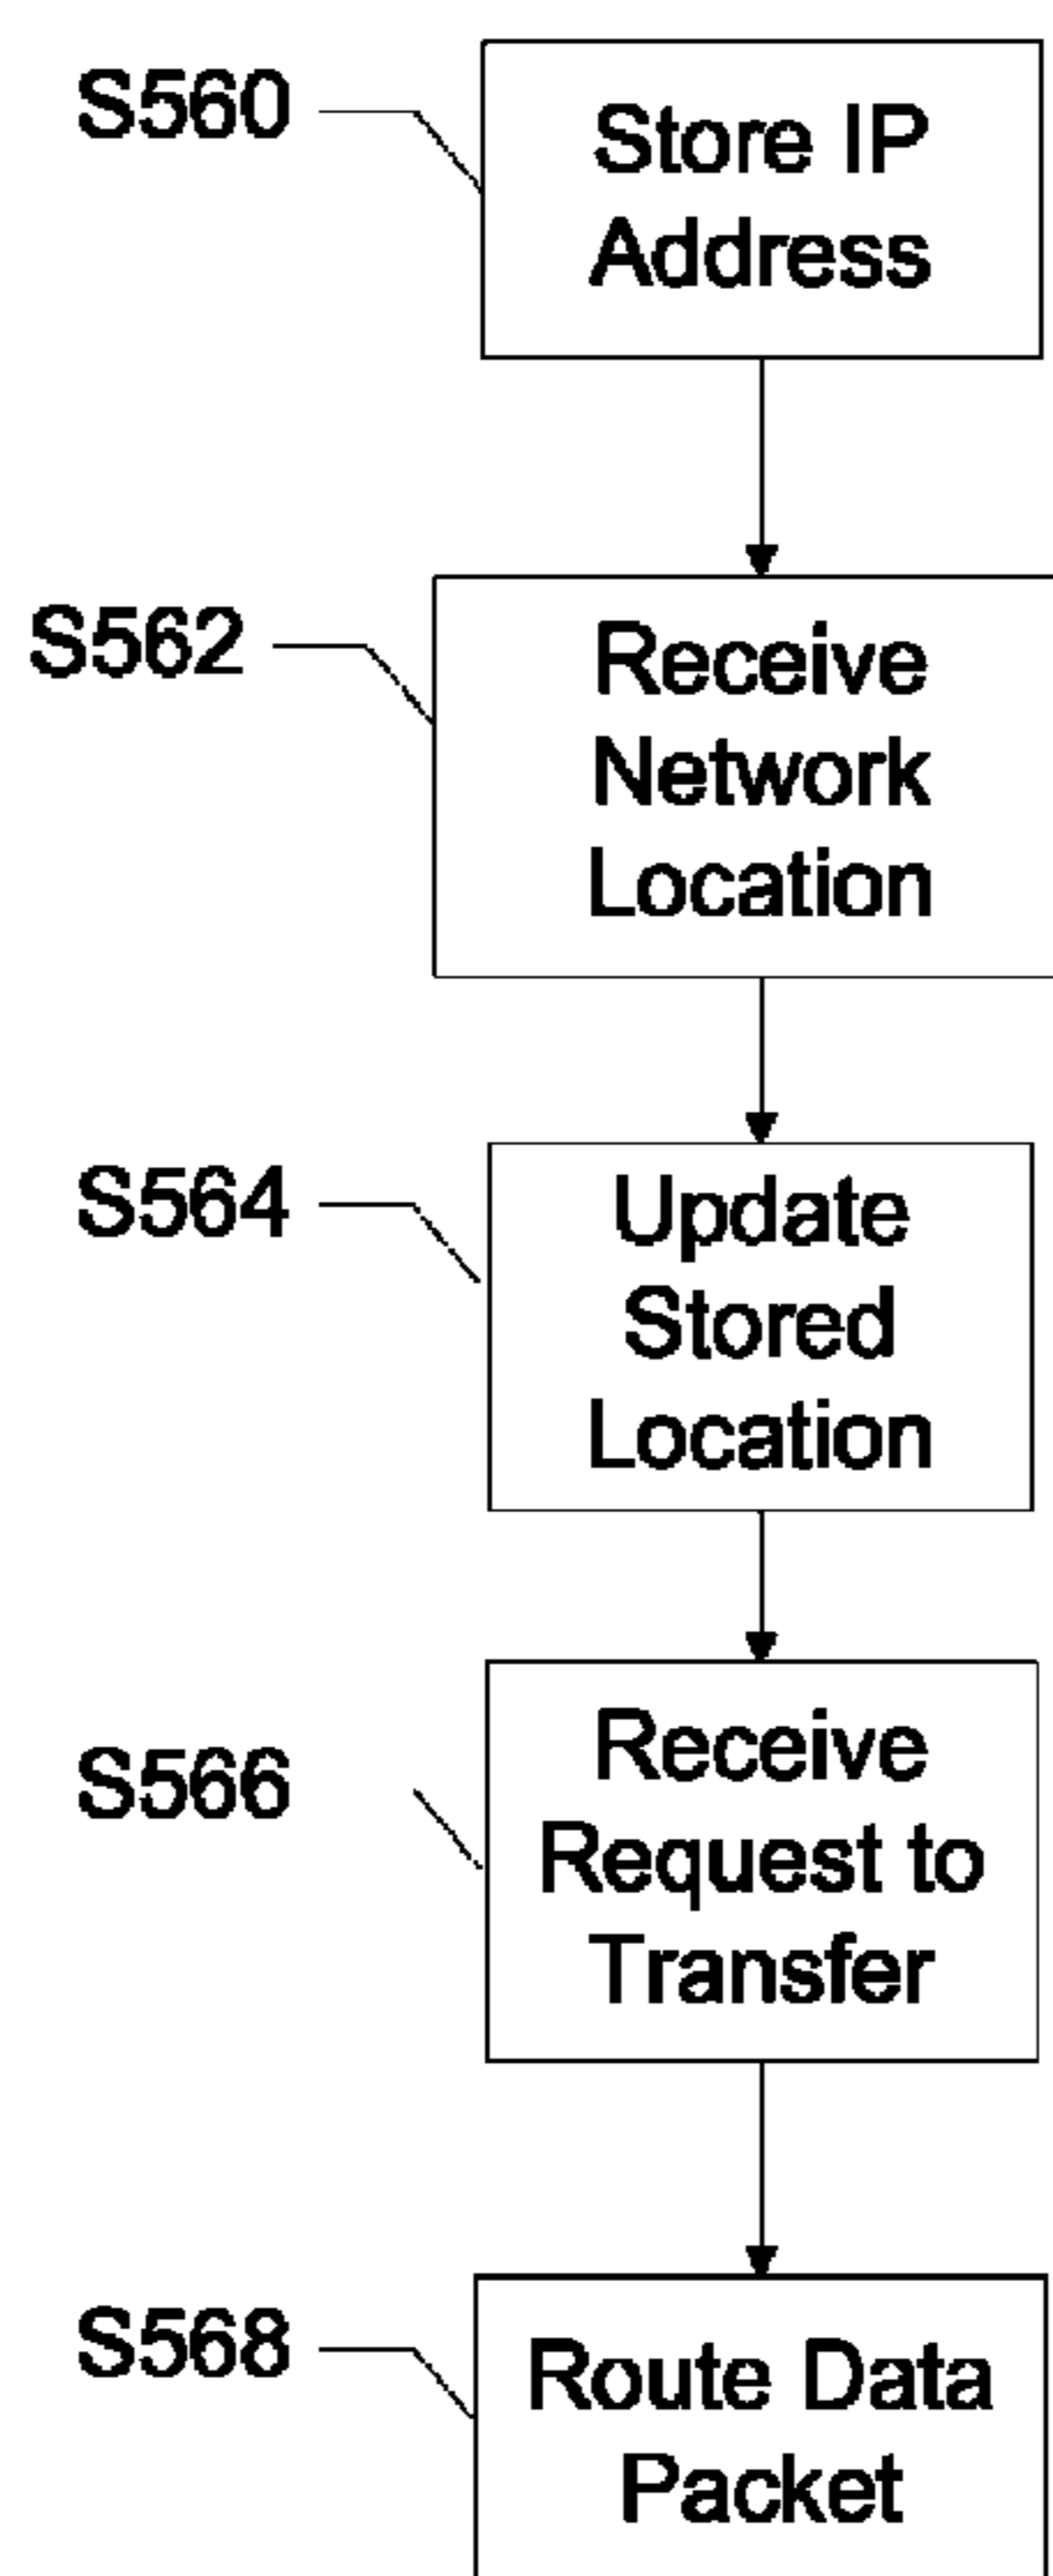 S560
Store IP
Address
S562
Receive
Network
Location
S564
Update
Stored
Location
S566
Receive
Request to
Transfer
S568
Route Data
Packet